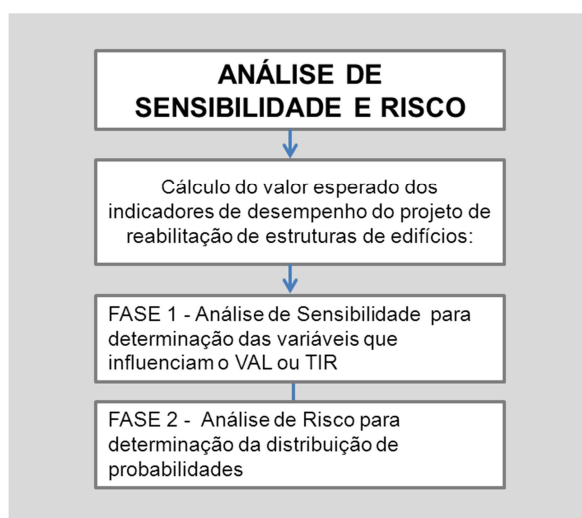 ANÁLISE DE
SENSIBILIDADE E RISCO
Cálculo do valor esperado dos
indicadores de desempenho do projeto de
reabilitação de estruturas de edifícios:
FASE 1 - Análise de Sensibilidade para
determinação das variáveis que
influenciam o VAL ou TIR
FASE 2 - Análise de Risco para
determinação da distribuição de
probabilidades